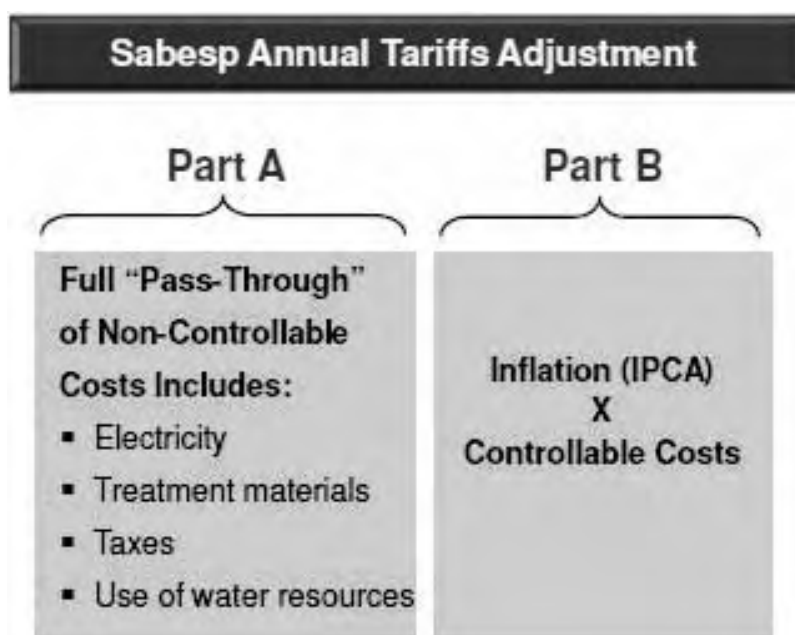 Sabesp Annual Tariffs Adjustment
Part A
Full “Pass-Through”
of Non-Controllable
Costs Includes:
▪ Electricity
▪ Treatment materials
▪ Taxes
▪ Use of water resources
Part B
Inflation (IPCA)
X
Controllable Costs